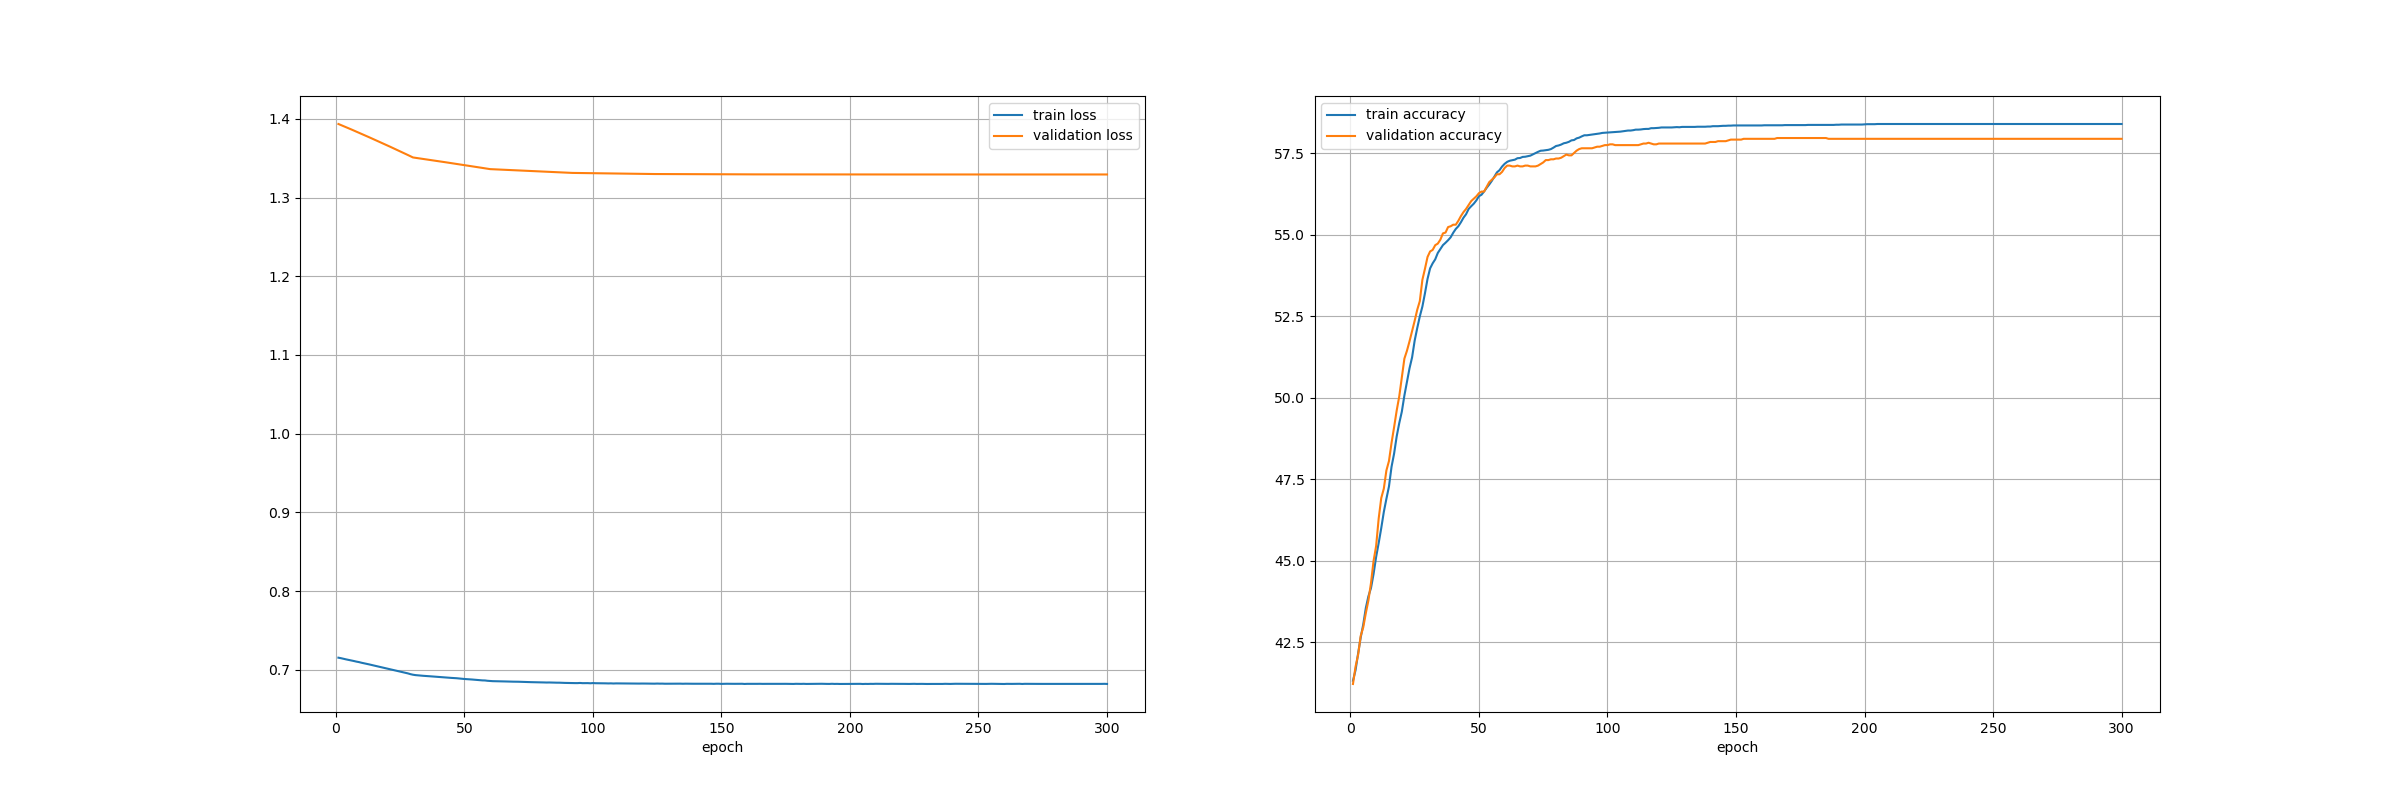 1.4
1.3
1.2
1.1
1.0
0.9
0.8
0.7
0 50 100 150 200 250 300
epoch
train loss
validation loss
57.5
55.0
52.5
50.0
47.5
45.0
42.5
0 50 100 150 200 250 300
epoch
train accuracy
validation accuracy